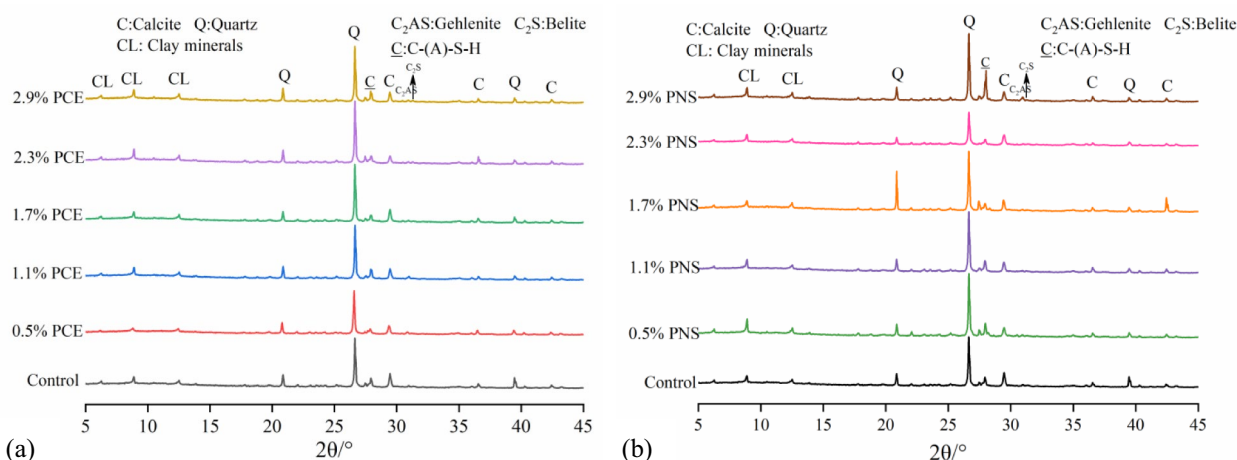 C:Calcite Q:Quartz
CL: Clay minerals
C₂AS:Gehlenite C₂S:Belite
C:C-(A)-S-H
Q
C₂S
CL CL CL Q C C C₂AS C Q C
2.9% PCE
2.3% PCE
1.7% PCE
1.1% PCE
0.5% PCE
Control
5 10 15 20 25 30 35 40 45
2θ/°
(a)
C:Calcite Q:Quartz
CL: Clay minerals
C₂AS:Gehlenite C₂S:Belite
C:C-(A)-S-H
Q
C₂S
CL CL Q C C C₂AS C Q C
2.9% PNS
2.3% PNS
1.7% PNS
1.1% PNS
0.5% PNS
Control
5 10 15 20 25 30 35 40 45
2θ/°
(b)